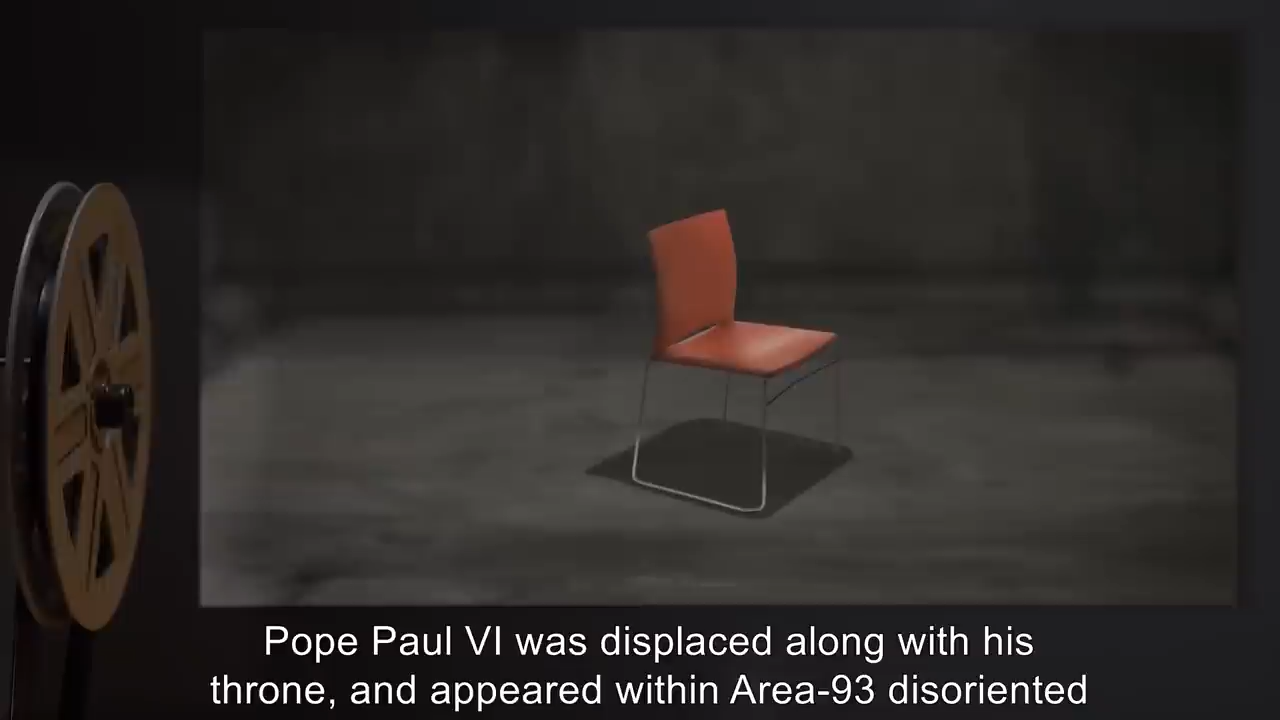 Pope Paul VI was displaced along with his
throne, and appeared within Area-93 disoriented